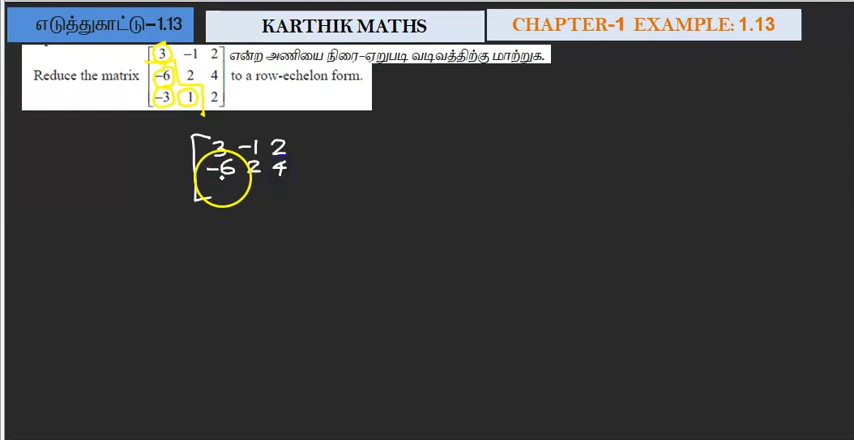 எடுத்துகாட்டு–1.13 KARTHIK MATHS CHAPTER-1 EXAMPLE: 1.13
3 −1 2 என்ற அணியை நிரை-ஏறுபடி வடிவத்திற்கு மாற்றுக.
Reduce the matrix −6 2 4 to a row-echelon form.
−3 1 2
3 −1 2
−6 2 4